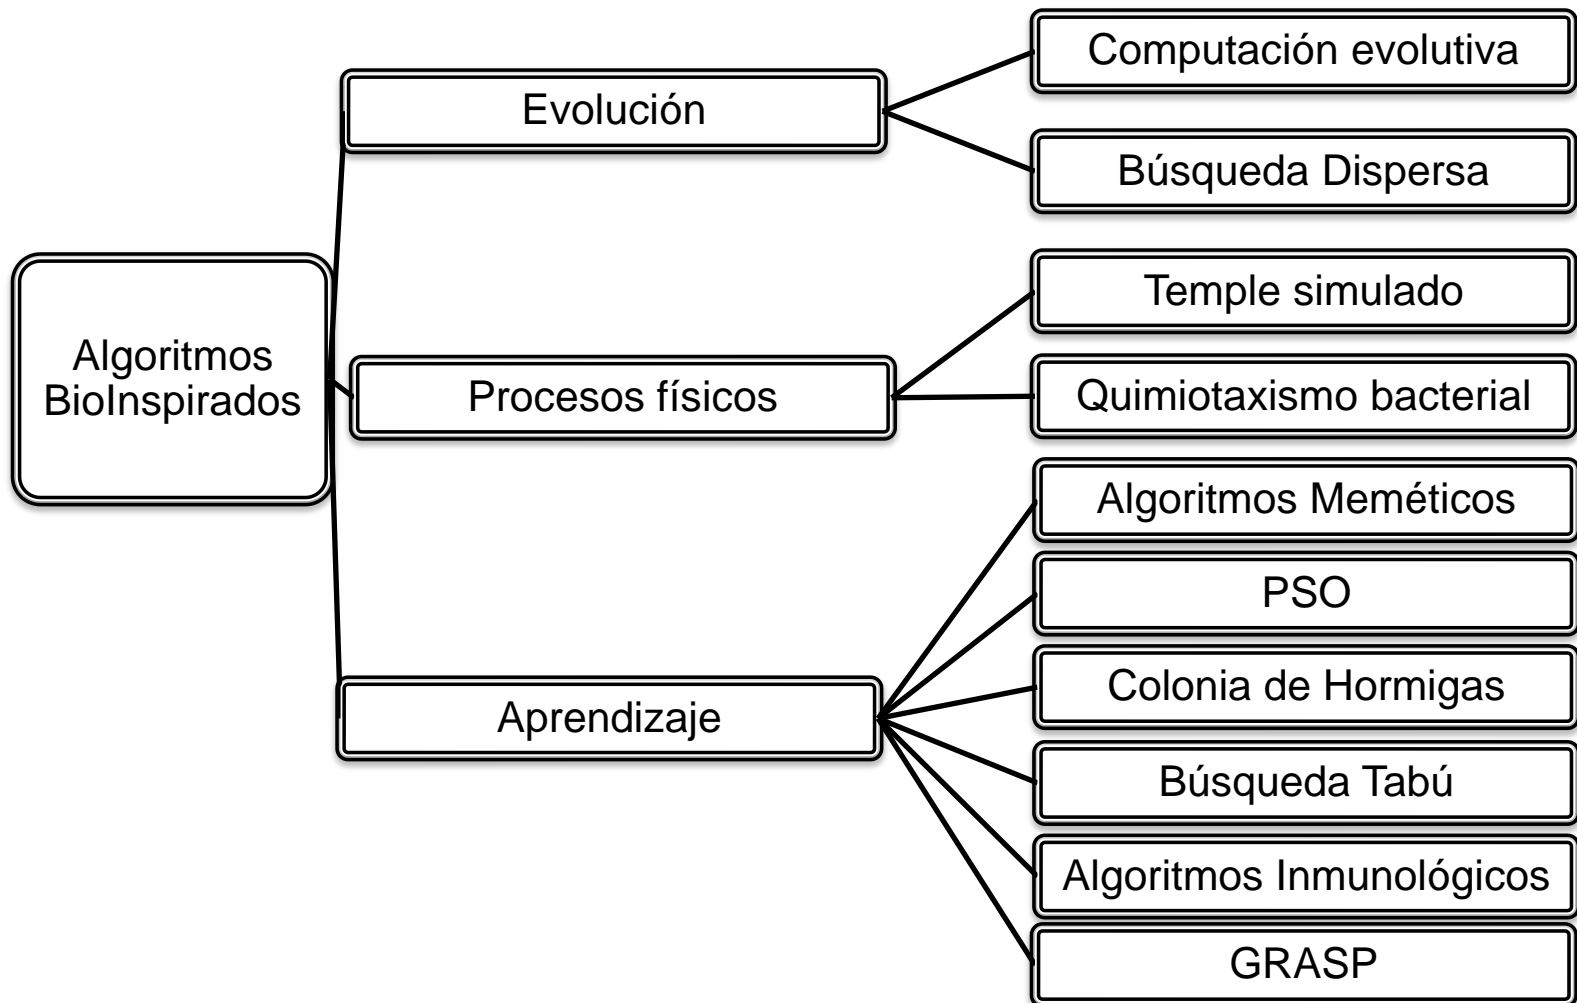 Algoritmos
BioInspirados
Evolución
Computación evolutiva
Búsqueda Dispersa
Procesos físicos
Temple simulado
Quimiotaxismo bacterial
Aprendizaje
Algoritmos Meméticos
PSO
Colonia de Hormigas
Búsqueda Tabú
Algoritmos Inmunológicos
GRASP